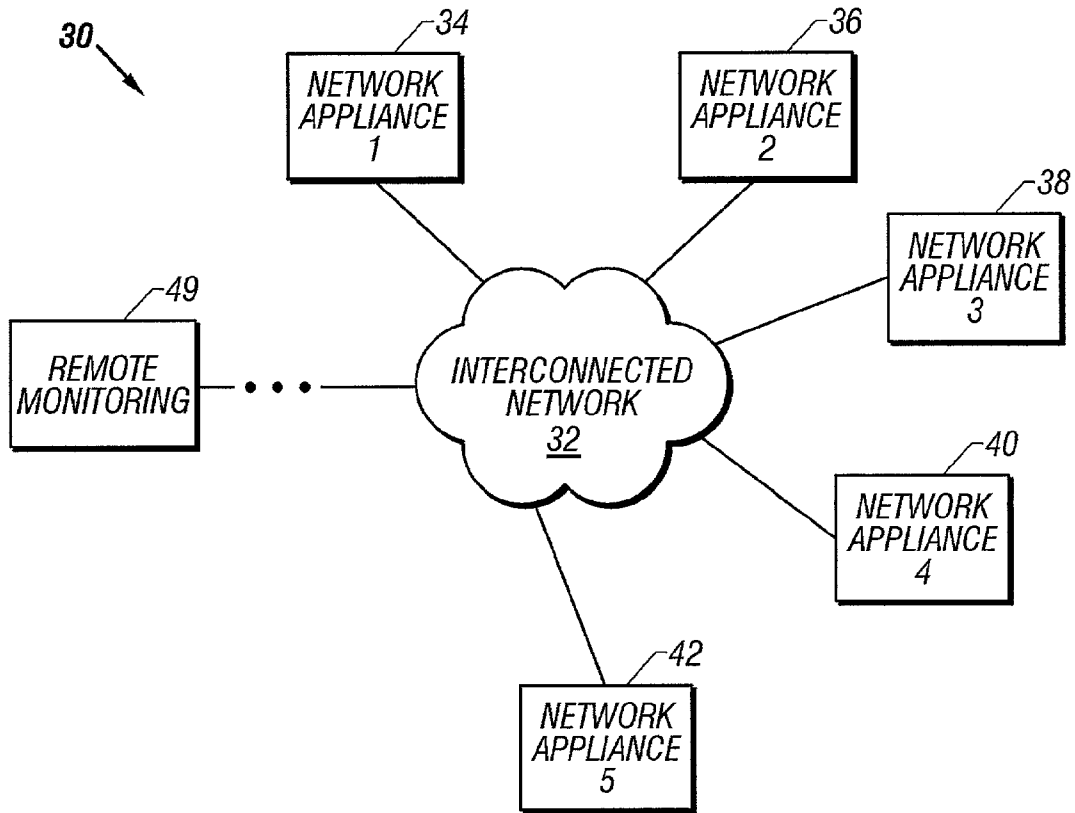 30
34
NETWORK
APPLIANCE
1
36
NETWORK
APPLIANCE
2
38
NETWORK
APPLIANCE
3
49
REMOTE
MONITORING
INTERCONNECTED
NETWORK
32
40
NETWORK
APPLIANCE
4
42
NETWORK
APPLIANCE
5